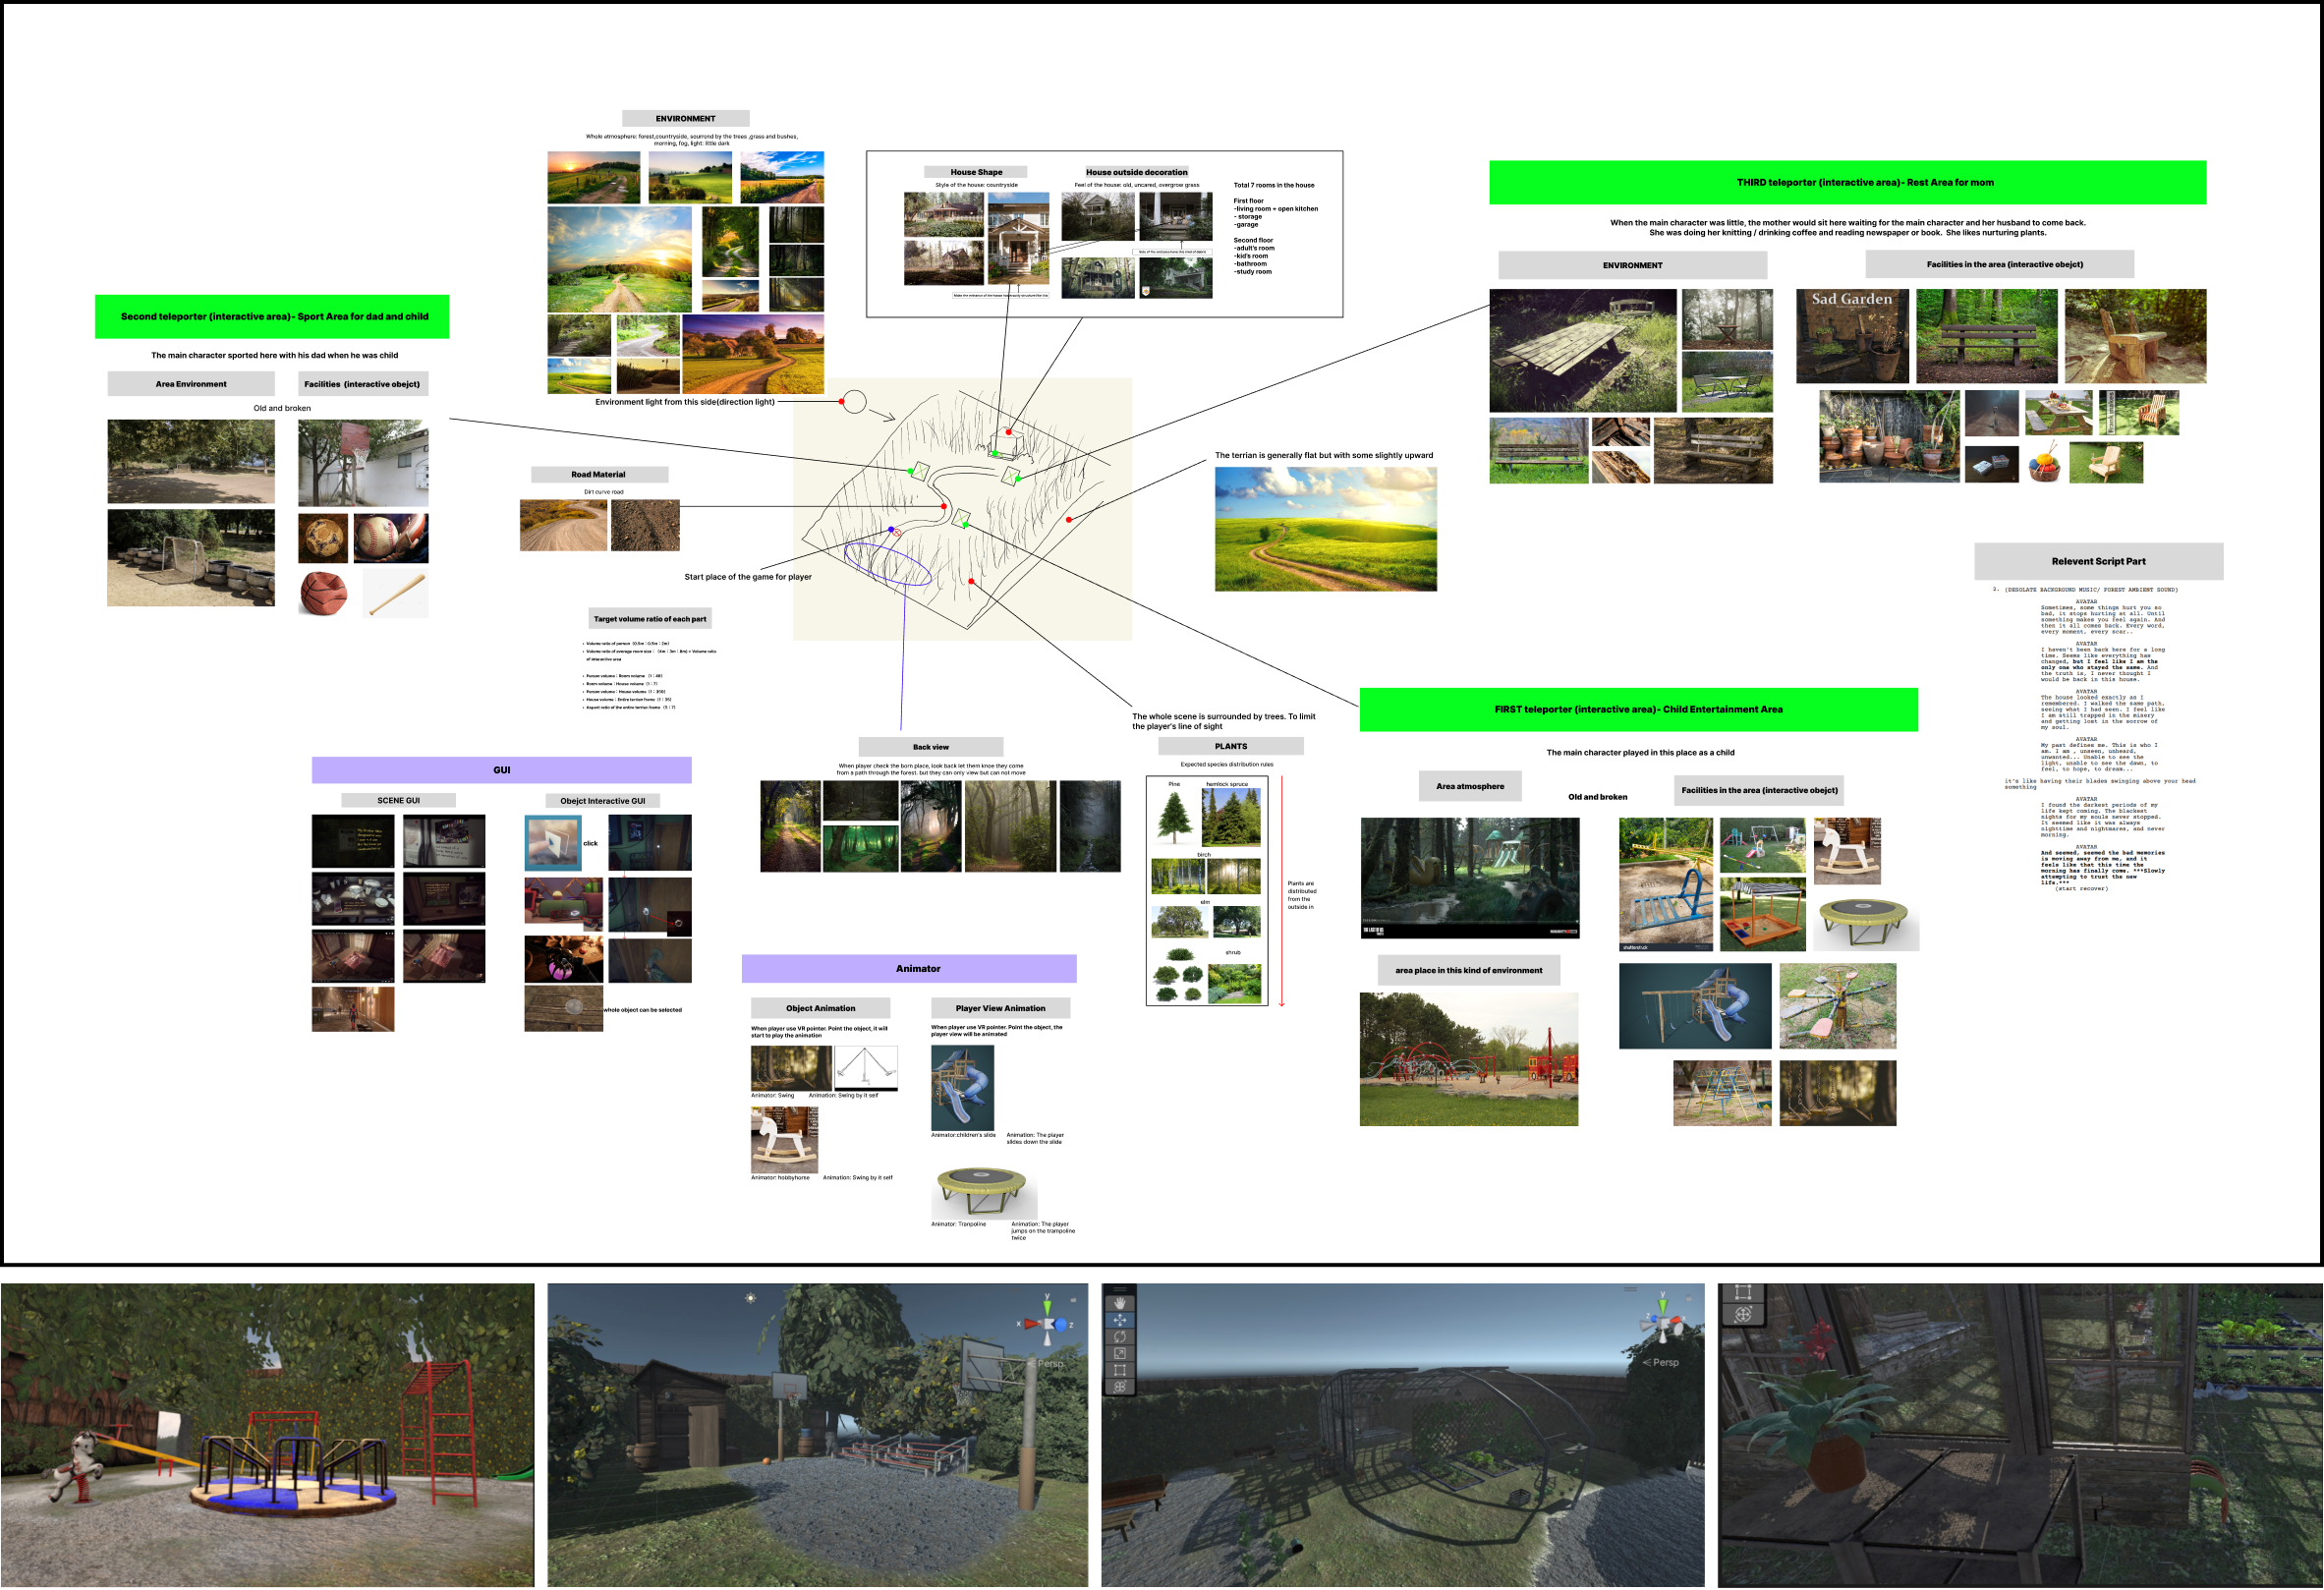 ENVIRONMENT
Whole atmosphere: forest,countryside, sourrond by the trees ,grass and bushes,
morning, fog, light: little dark
House Shape
Style of the house: countryside
House outside decoration
Feel of the house: old, uncared, overgrow grass
Total 7 rooms in the house
First floor
-living room + open kitchen
- storage
- garage
Second floor
-adult's room
-kid's room
-bathroom
-study room
THIRD teleporter (interactive area)- Rest Area for mom
When the main character was little, the mother would sit here waiting for the main character and her husband to come back.
She was doing her knitting / drinking coffee and reading newspaper or book.  She likes nurturing plants.
ENVIRONMENT
Facilities in the area (interactive obejct)
Sad Garden
Second teleporter (interactive area)- Sport Area for dad and child
The main character sported here with his dad when he was child
Area Environment
Facilities  (interactive obejct)
Old and broken
Environment light from this side(direction light)
Road Material
Dirt curve road
The terrian is generally flat but with some slightly upward
Start place of the game for player
Target volume ratio of each part
Relevent Script Part
2. (DESOLATE BACKGROUND MUSIC/ FOREST AMBIENT SOUND)
AVATAR
Sometimes, some things hurt you so
bad, it stops hurting at all. Until
something makes you feel again. And
then it all comes back. Every word,
every moment, every scar..
AVATAR
I haven't been back here for a long
time. Seems like everything has
changed, but I feel like I am the
only one who stayed the same. And
the truth is, I never thought I
would be back in this house.
AVATAR
The house looked exactly as I
remembered. I walked the same path,
seeing what I had seen. I feel like
I am still trapped in the misery
and getting lost in the sorrow of
my soul.
AVATAR
My past defines me. This is who I
am. I am , unseen, unheard,
unwanted... Unable to see the
light, unable to see the dawn, to
feel, to hope, to dream...
it's like having their blades swinging above your head
something
AVATAR
I found the darkest periods of my
life kept coming. The blackest
nights for my souls never stopped.
It seemed like it was always
nighttime and nightmares, and never
morning.
AVATAR
And seemed, seemed the bad memories
is moving away from me, and it
feels like that this time the
morning has finally come. ***Slowly
attempting to trust the new
life.***
(start recover)
The whole scene is surrounded by trees. To limit
the player's line of sight
FIRST teleporter (interactive area)- Child Entertainment Area
The main character played in this place as a child
Area atmosphere
Old and broken
Facilities in the area (interactive obejct)
area place in this kind of environment
Back view
When player check the born place, look back let them knoe they come
from a path through the forest. but they can only view but can not move
PLANTS
Expected species distribution rules
Pine
hemlock spruce
birch
elm
shrub
Plants are
distributed
from the
outside in
GUI
SCENE GUI
Obejct Interactive GUI
click
whole object can be selected
Animator
Object Animation
When player use VR pointer. Point the object, it will
start to play the animation
Animator: Swing
Animation: Swing by it self
Animator: hobbyhorse
Animation: Swing by it self
Player View Animation
When player use VR pointer. Point the object, the
player view will be animated
Animator:children's slide
Animation: The player
slides down the slide
Animator: Tranpoline
Animation: The player
jumps on the trampoline
twice
y
x
z
Persp
y
Persp